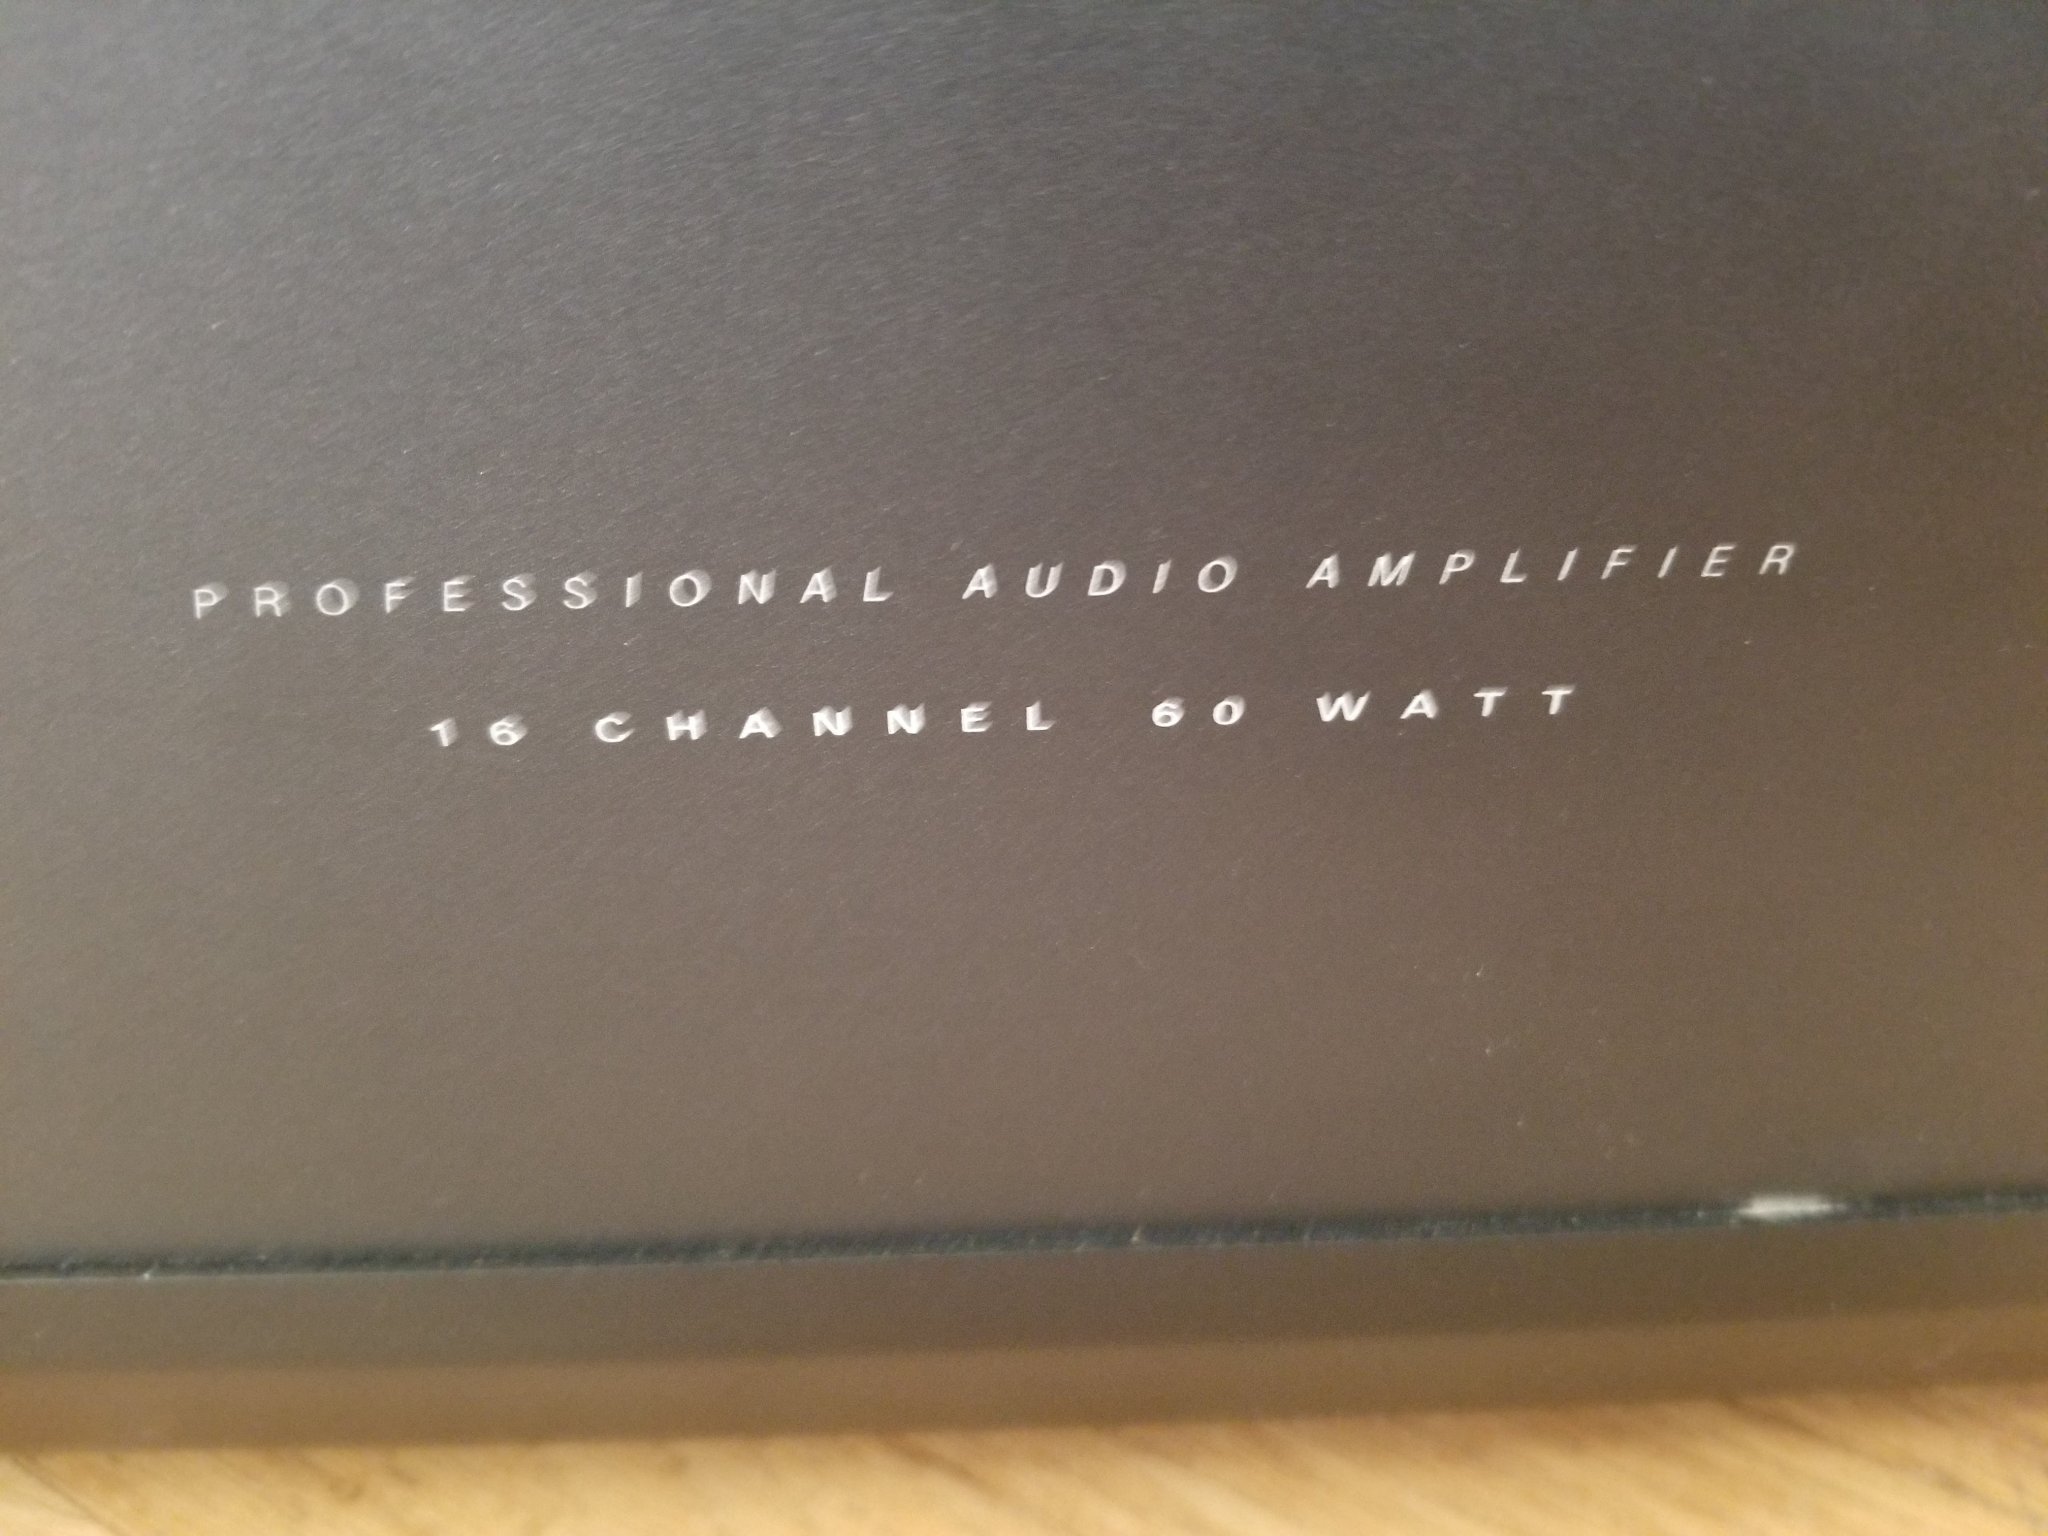 PROFESSIONAL AUDIO AMPLIFIER
16 CHANNEL 60 WATT